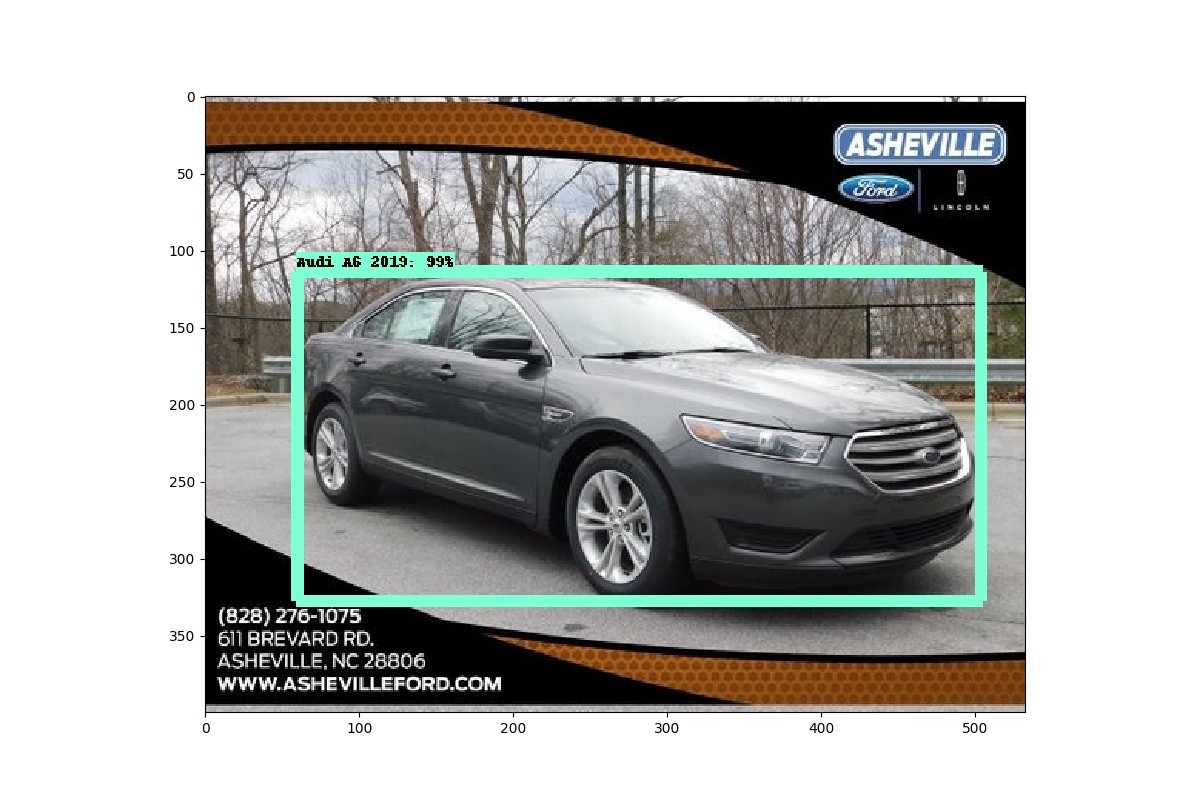 0
50
100
150
200
250
300
350
0
100
200
300
400
500
ASHEVILLE
Ford
LINCOLN
Audi A6 2019: 99%
(828) 276-1075
611 BREVARD RD.
ASHEVILLE, NC 28806
WWW.ASHEVILLEFORD.COM